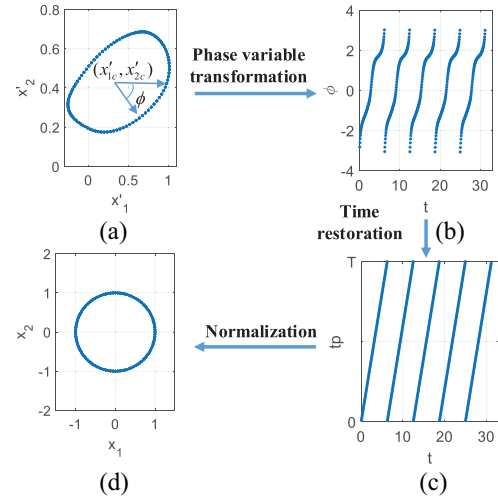 (a)
0.8
0.6
0.4
0.2
0
0
0.5
1
x'2
x'1
(x'1c, x'2c)
ϕ
Phase variable
transformation
4
2
0
-2
-4
0
10
20
30
ϕ
t
(b)
Time
restoration
T
0
0
10
20
30
tp
t
(c)
Normalization
2
1
0
-1
-2
-1
0
1
x2
x1
(d)